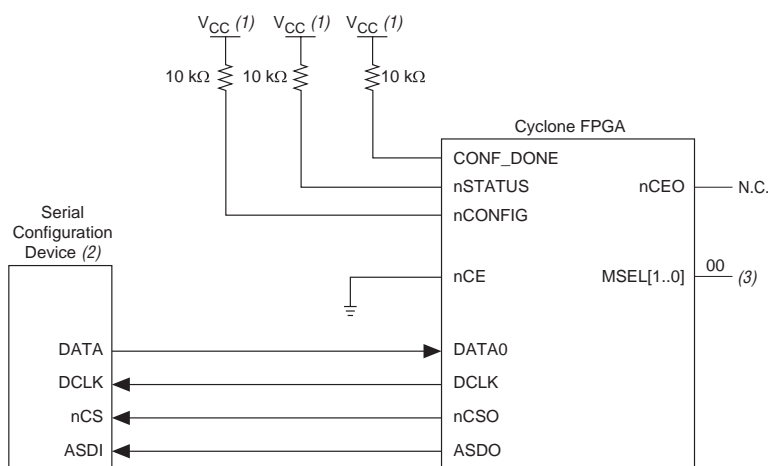 VCC (1) VCC (1) VCC (1)
10 kΩ 10 kΩ 10 kΩ
Cyclone FPGA
CONF_DONE
nSTATUS nCEO N.C.
nCONFIG
Serial
Configuration
Device (2)
nCE MSEL[1..0] 00 (3)
DATA DATA0
DCLK DCLK
nCS nCSO
ASDI ASDO